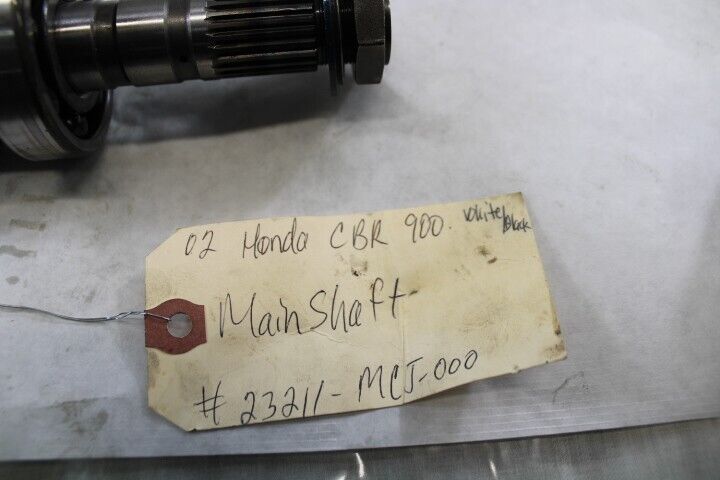 02 Honda CBR 900. White/Black
Mainshaft
# 23211-MCJ-000